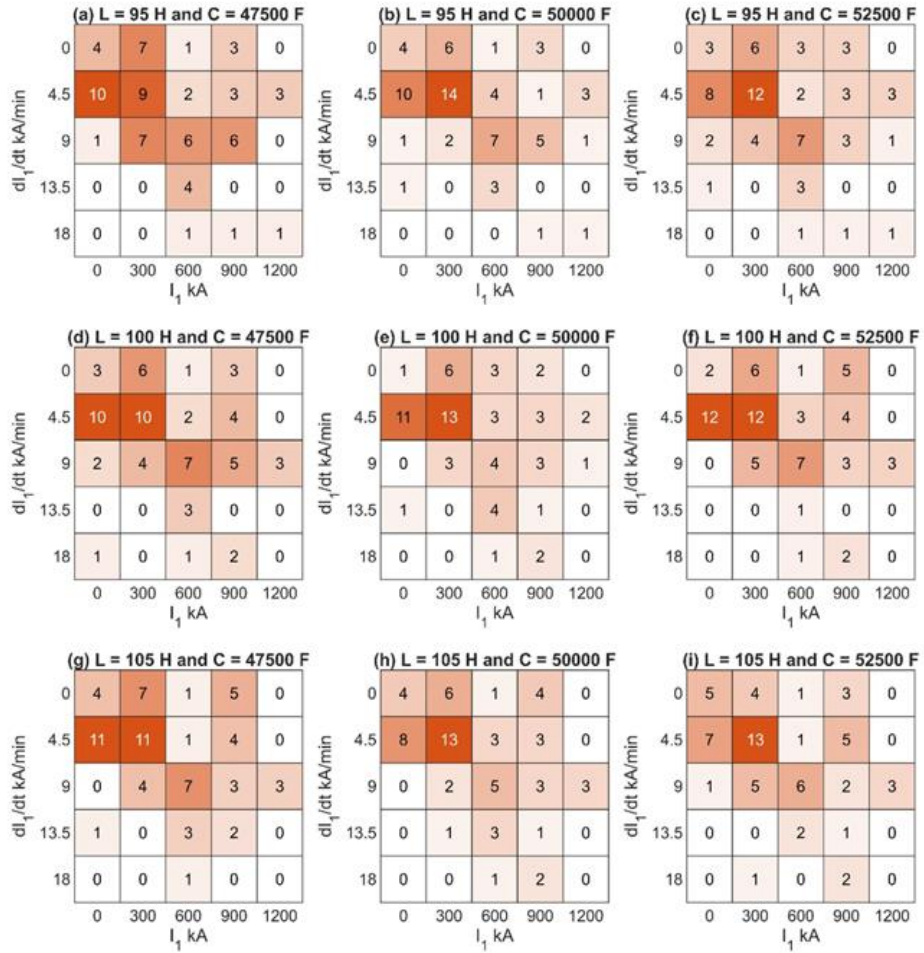 (a) L = 95 H and C = 47500 F (b) L = 95 H and C = 50000 F (c) L = 95 H and C = 52500 F
0 4 7 1 3 0 4 6 1 3 0 3 6 3 3 0
4.5 10 9 2 3 3 10 14 4 1 3 8 12 2 3 3
9 1 7 6 6 0 1 2 7 5 1 2 4 7 3 1
13.5 0 0 4 0 0 1 0 3 0 0 1 0 3 0 0
18 0 0 1 1 1 0 0 0 1 1 0 0 1 1 1
dI1/dt kA/min dI1/dt kA/min dI1/dt kA/min
0 300 600 900 1200 0 300 600 900 1200 0 300 600 900 1200
I1 kA I1 kA I1 kA
(d) L = 100 H and C = 47500 F (e) L = 100 H and C = 50000 F (f) L = 100 H and C = 52500 F
0 3 6 1 3 0 0 1 6 3 2 0 0 2 6 1 5 0
4.5 10 10 2 4 0 4.5 11 13 3 3 2 4.5 12 12 3 4 0
9 2 4 7 5 3 9 0 3 4 3 1 9 0 5 7 3 3
13.5 0 0 3 0 0 13.5 1 0 4 1 0 13.5 0 0 1 0 0
18 1 0 1 2 0 18 0 0 1 2 0 18 0 0 1 2 0
dI1/dt kA/min dI1/dt kA/min dI1/dt kA/min
0 300 600 900 1200 0 300 600 900 1200 0 300 600 900 1200
I1 kA I1 kA I1 kA
(g) L = 105 H and C = 47500 F (h) L = 105 H and C = 50000 F (i) L = 105 H and C = 52500 F
0 4 7 1 5 0 0 4 6 1 4 0 0 5 4 1 3 0
4.5 11 11 1 4 0 4.5 8 13 3 3 0 4.5 7 13 1 5 0
9 0 4 7 3 3 9 0 2 5 3 3 9 1 5 6 2 3
13.5 1 0 3 2 0 13.5 0 1 3 1 0 13.5 0 0 2 1 0
18 0 0 1 0 0 18 0 0 1 2 0 18 0 1 0 2 0
dI1/dt kA/min dI1/dt kA/min dI1/dt kA/min
0 300 600 900 1200 0 300 600 900 1200 0 300 600 900 1200
I1 kA I1 kA I1 kA